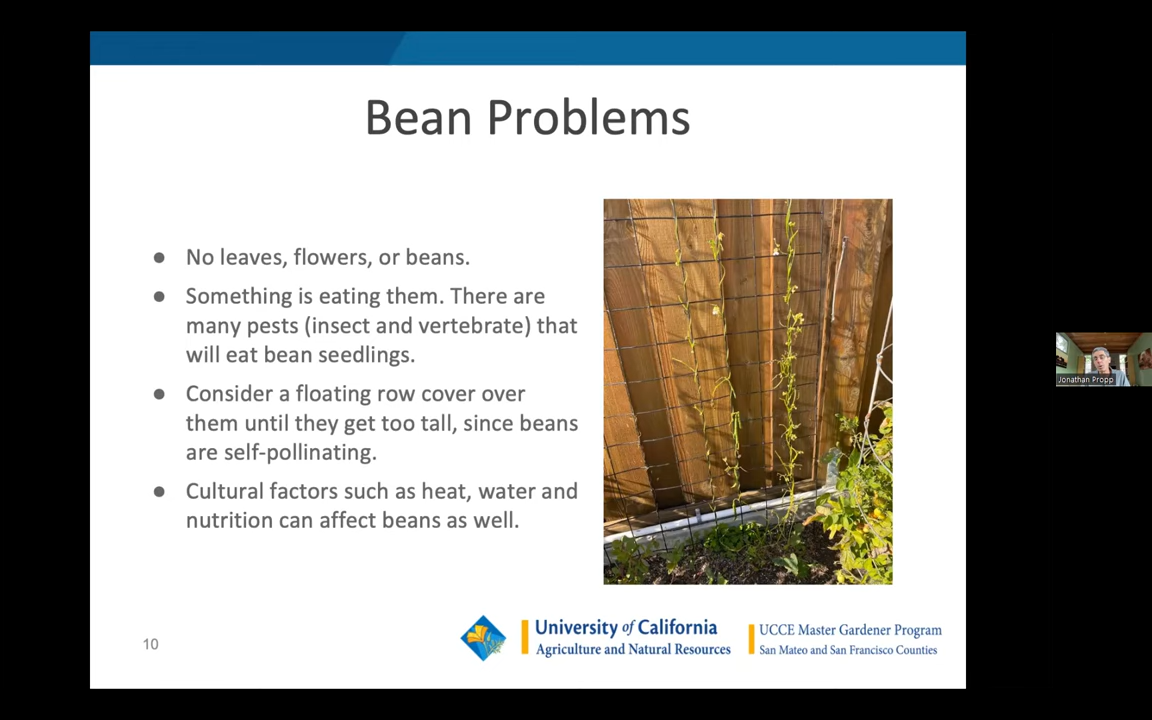 Bean Problems
● No leaves, flowers, or beans.
● Something is eating them. There are
many pests (insect and vertebrate) that
will eat bean seedlings.
● Consider a floating row cover over
them until they get too tall, since beans
are self-pollinating.
● Cultural factors such as heat, water and
nutrition can affect beans as well.
Jonathan Propp
10
University of California
Agriculture and Natural Resources
UCCE Master Gardener Program
San Mateo and San Francisco Counties